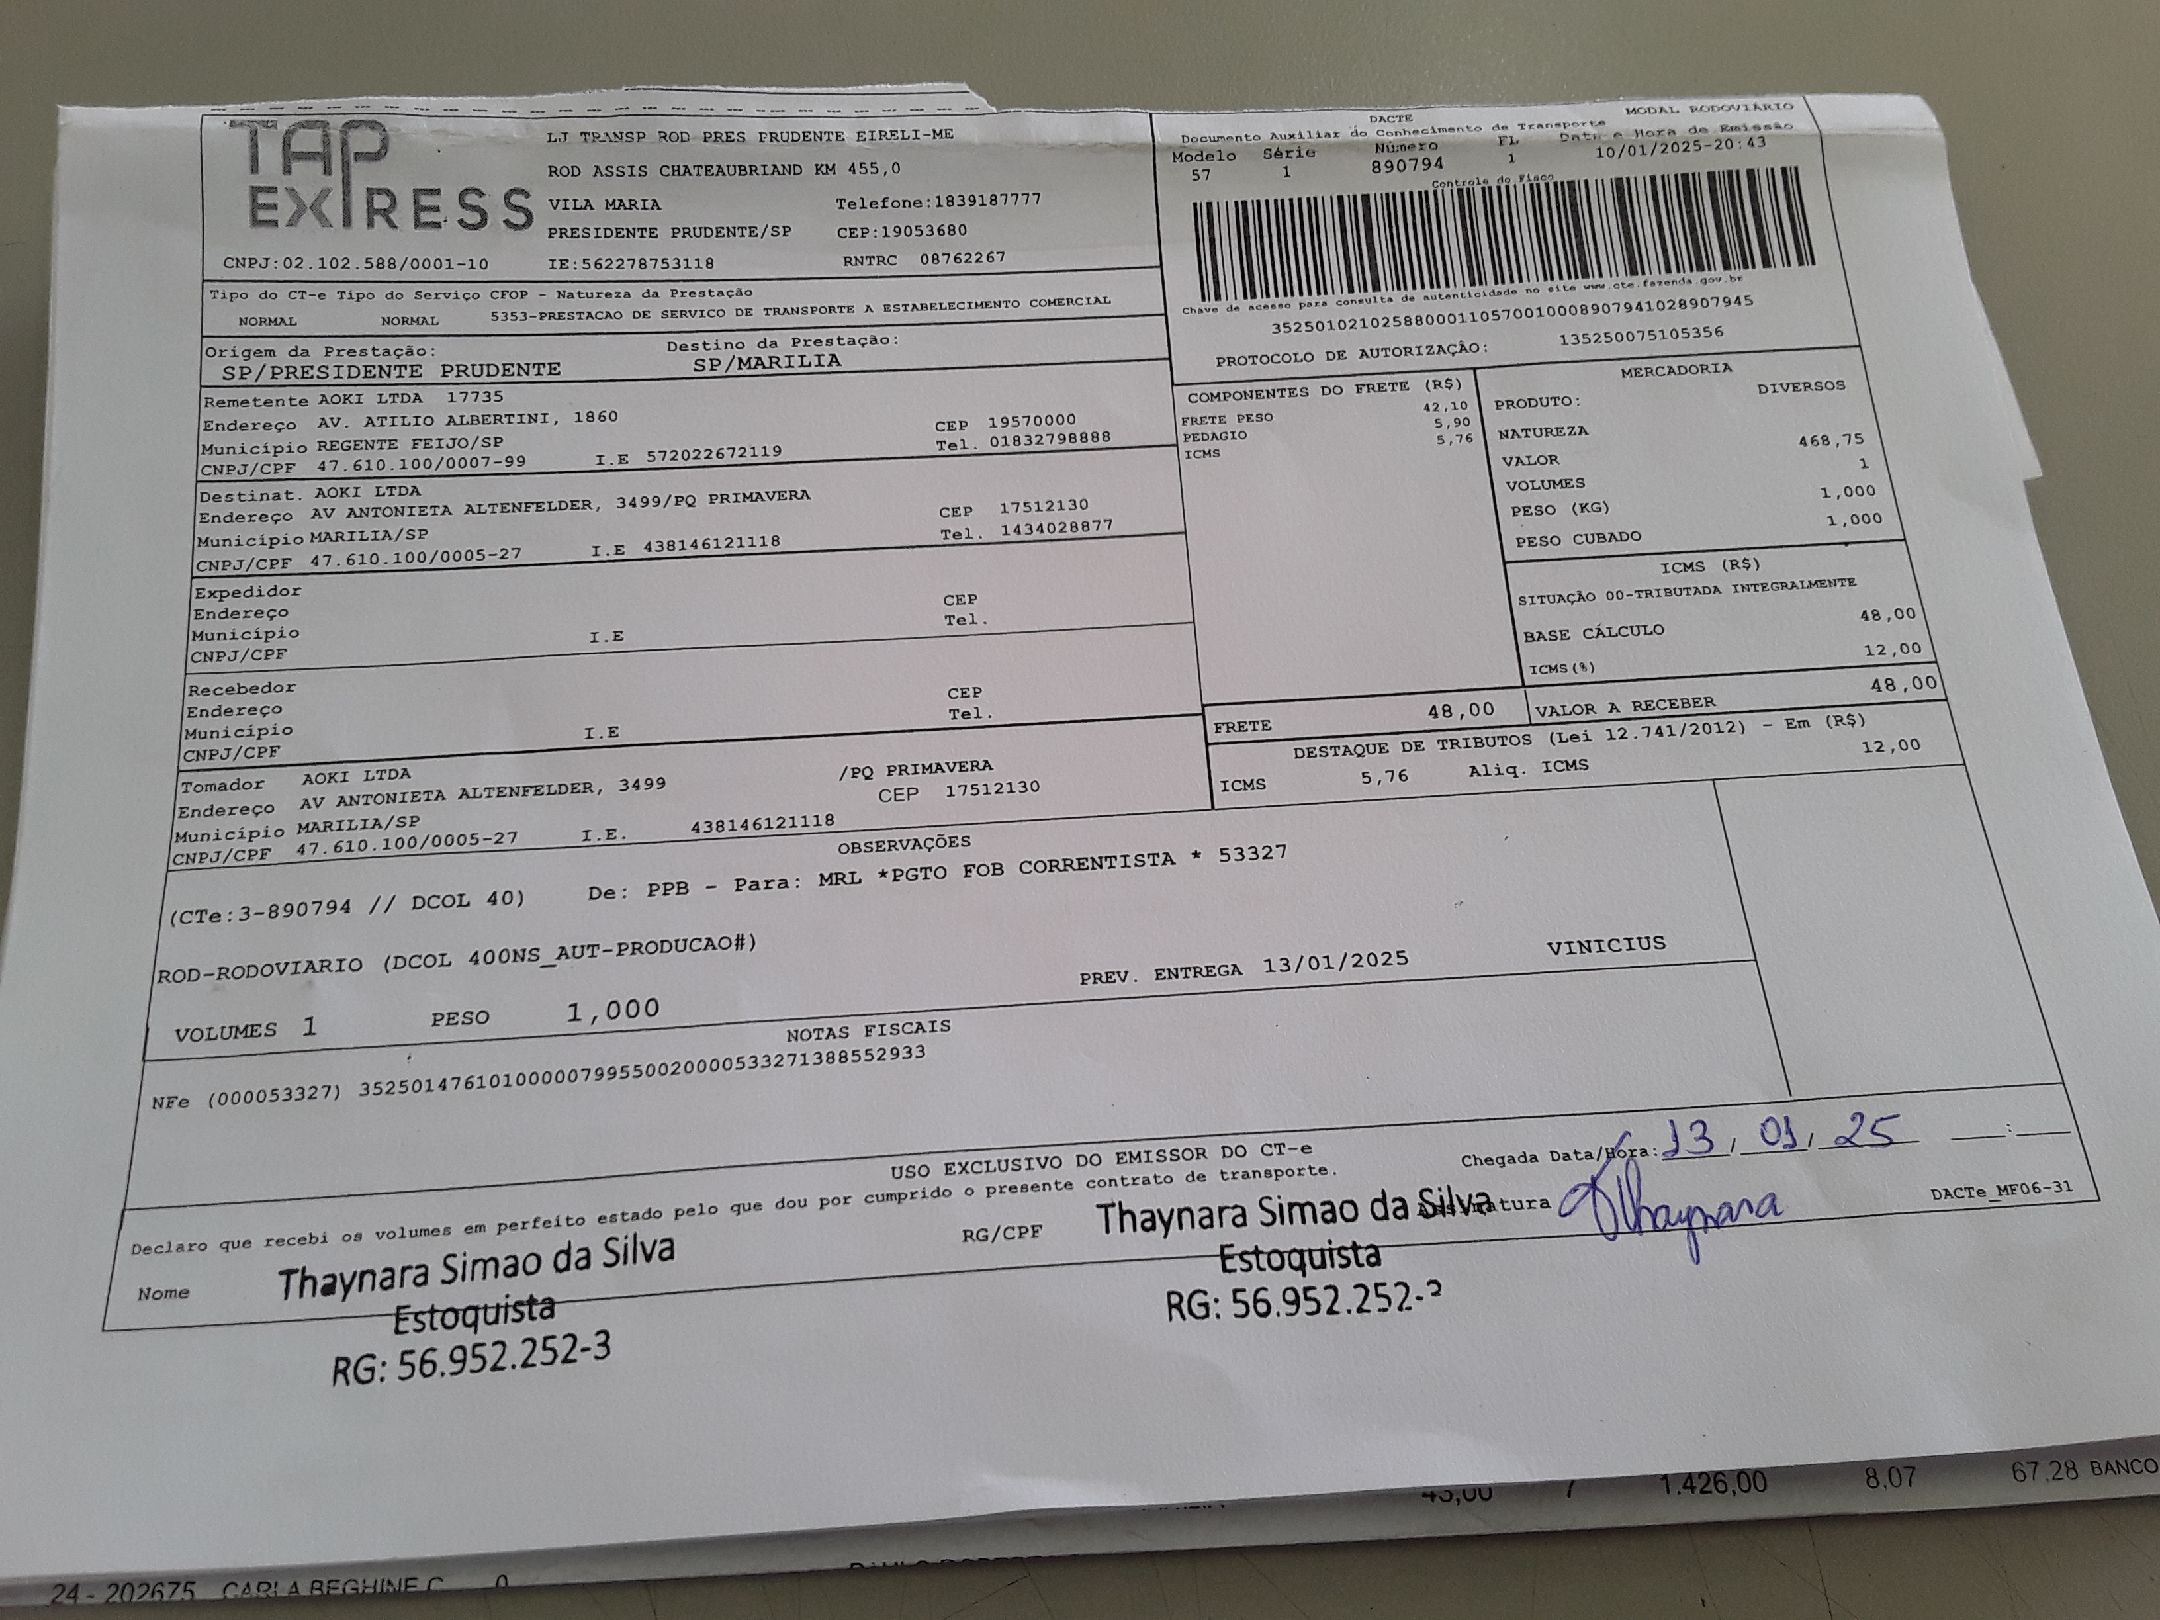 TAP
EXPRESS
CNPJ:02.102.588/0001-10
LJ TRANSP ROD PRES PRUDENTE EIRELI-ME
ROD ASSIS CHATEAUBRIAND KM 455,0
VILA MARIA Telefone:1839187777
PRESIDENTE PRUDENTE/SP CEP:19053680
IE:562278753118 RNTRC 08762267
DACTE MODAL RODOVIÁRIO
Documento Auxiliar do Conhecimento de Transporte
Modelo Série Número FL Data e Hora de Emissão
57 1 890794 1 10/01/2025-20:43
Controle do Fisco
Chave de acesso para consulta de autenticidade no site www.cte.fazenda.gov.br
35250102102588000110570010008907941028907945
PROTOCOLO DE AUTORIZAÇÃO: 135250075105356
Tipo do CT-e Tipo do Serviço CFOP - Natureza da Prestação
NORMAL NORMAL 5353-PRESTACAO DE SERVICO DE TRANSPORTE A ESTABELECIMENTO COMERCIAL
Origem da Prestação: Destino da Prestação:
SP/PRESIDENTE PRUDENTE SP/MARILIA
Remetente AOKI LTDA 17735
Endereço AV. ATILIO ALBERTINI, 1860 CEP 19570000
Município REGENTE FEIJO/SP Tel. 01832798888
CNPJ/CPF 47.610.100/0007-99 I.E 572022672119
Destinat. AOKI LTDA
Endereço AV ANTONIETA ALTENFELDER, 3499/PQ PRIMAVERA CEP 17512130
Município MARILIA/SP Tel. 1434028877
CNPJ/CPF 47.610.100/0005-27 I.E 438146121118
Expedidor
Endereço CEP
Município I.E Tel.
CNPJ/CPF
Recebedor
Endereço CEP
Município I.E Tel.
CNPJ/CPF
Tomador AOKI LTDA
Endereço AV ANTONIETA ALTENFELDER, 3499 /PQ PRIMAVERA
Município MARILIA/SP CEP 17512130
CNPJ/CPF 47.610.100/0005-27 I.E. 438146121118
COMPONENTES DO FRETE (R$)
FRETE PESO 42,10
PEDAGIO 5,90
ICMS 5,76
MERCADORIA
PRODUTO: DIVERSOS
NATUREZA
VALOR 468,75
VOLUMES 1
PESO (KG) 1,000
PESO CUBADO 1,000
ICMS (R$)
SITUAÇÃO 00-TRIBUTADA INTEGRALMENTE
BASE CÁLCULO 48,00
ICMS(%) 12,00
FRETE 48,00 VALOR A RECEBER 48,00
DESTAQUE DE TRIBUTOS (Lei 12.741/2012) - Em (R$)
ICMS 5,76 Aliq. ICMS 12,00
OBSERVAÇÕES
(CTe:3-890794 // DCOL 40) De: PPB - Para: MRL *PGTO FOB CORRENTISTA * 53327
ROD-RODOVIARIO (DCOL 400NS_AUT-PRODUCAO#)
PREV. ENTREGA 13/01/2025 VINICIUS
VOLUMES 1 PESO 1,000
NOTAS FISCAIS
NFe (000053327) 35250147610100000799550020000533271388552933
USO EXCLUSIVO DO EMISSOR DO CT-e
Declaro que recebi os volumes em perfeito estado pelo que dou por cumprido o presente contrato de transporte.
Chegada Data/Hora: 13/01/25 __:__
Nome RG/CPF Assinatura Thaynara
DACTe_MF06-31
Thaynara Simao da Silva
Estoquista
RG: 56.952.252-3
Thaynara Simao da Silva
Estoquista
RG: 56.952.252-3
43,00 7 1.426,00 8,07 67,28 BANCO
24 - 202675 CARLA BEGHINE C 0